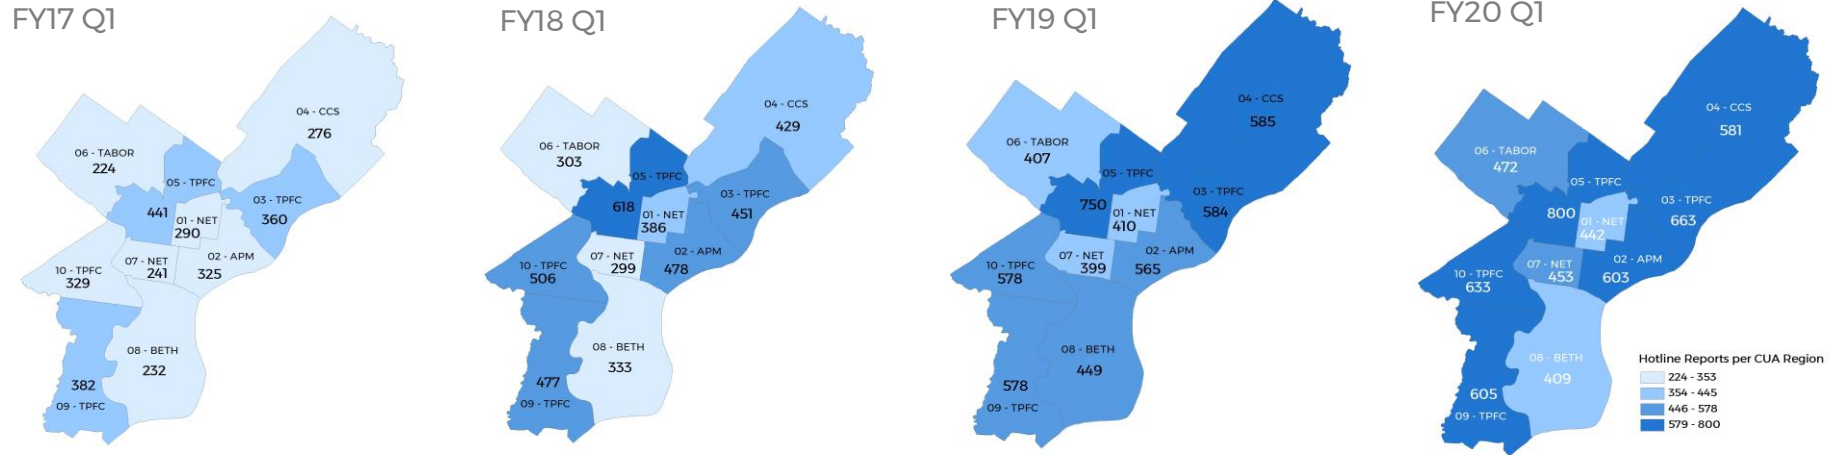 FY17 Q1
04 - CCS
276
06 - TABOR
224
05 - TPFC
441
03 - TPFC
360
01 - NET
290
02 - APM
325
07 - NET
241
10 - TPFC
329
08 - BETH
232
382
09 - TPFC
FY18 Q1
04 - CCS
429
06 - TABOR
303
05 - TPFC
618
03 - TPFC
451
01 - NET
386
02 - APM
478
07 - NET
299
10 - TPFC
506
08 - BETH
333
477
09 - TPFC
FY19 Q1
04 - CCS
585
06 - TABOR
407
05 - TPFC
750
03 - TPFC
584
01 - NET
410
02 - APM
565
07 - NET
399
10 - TPFC
578
08 - BETH
449
578
09 - TPFC
FY20 Q1
04 - CCS
581
06 - TABOR
472
05 - TPFC
800
03 - TPFC
663
01 - NET
442
02 - APM
603
07 - NET
453
10 - TPFC
633
08 - BETH
409
605
09 - TPFC
Hotline Reports per CUA Region
224 - 353
354 - 445
446 - 578
579 - 800